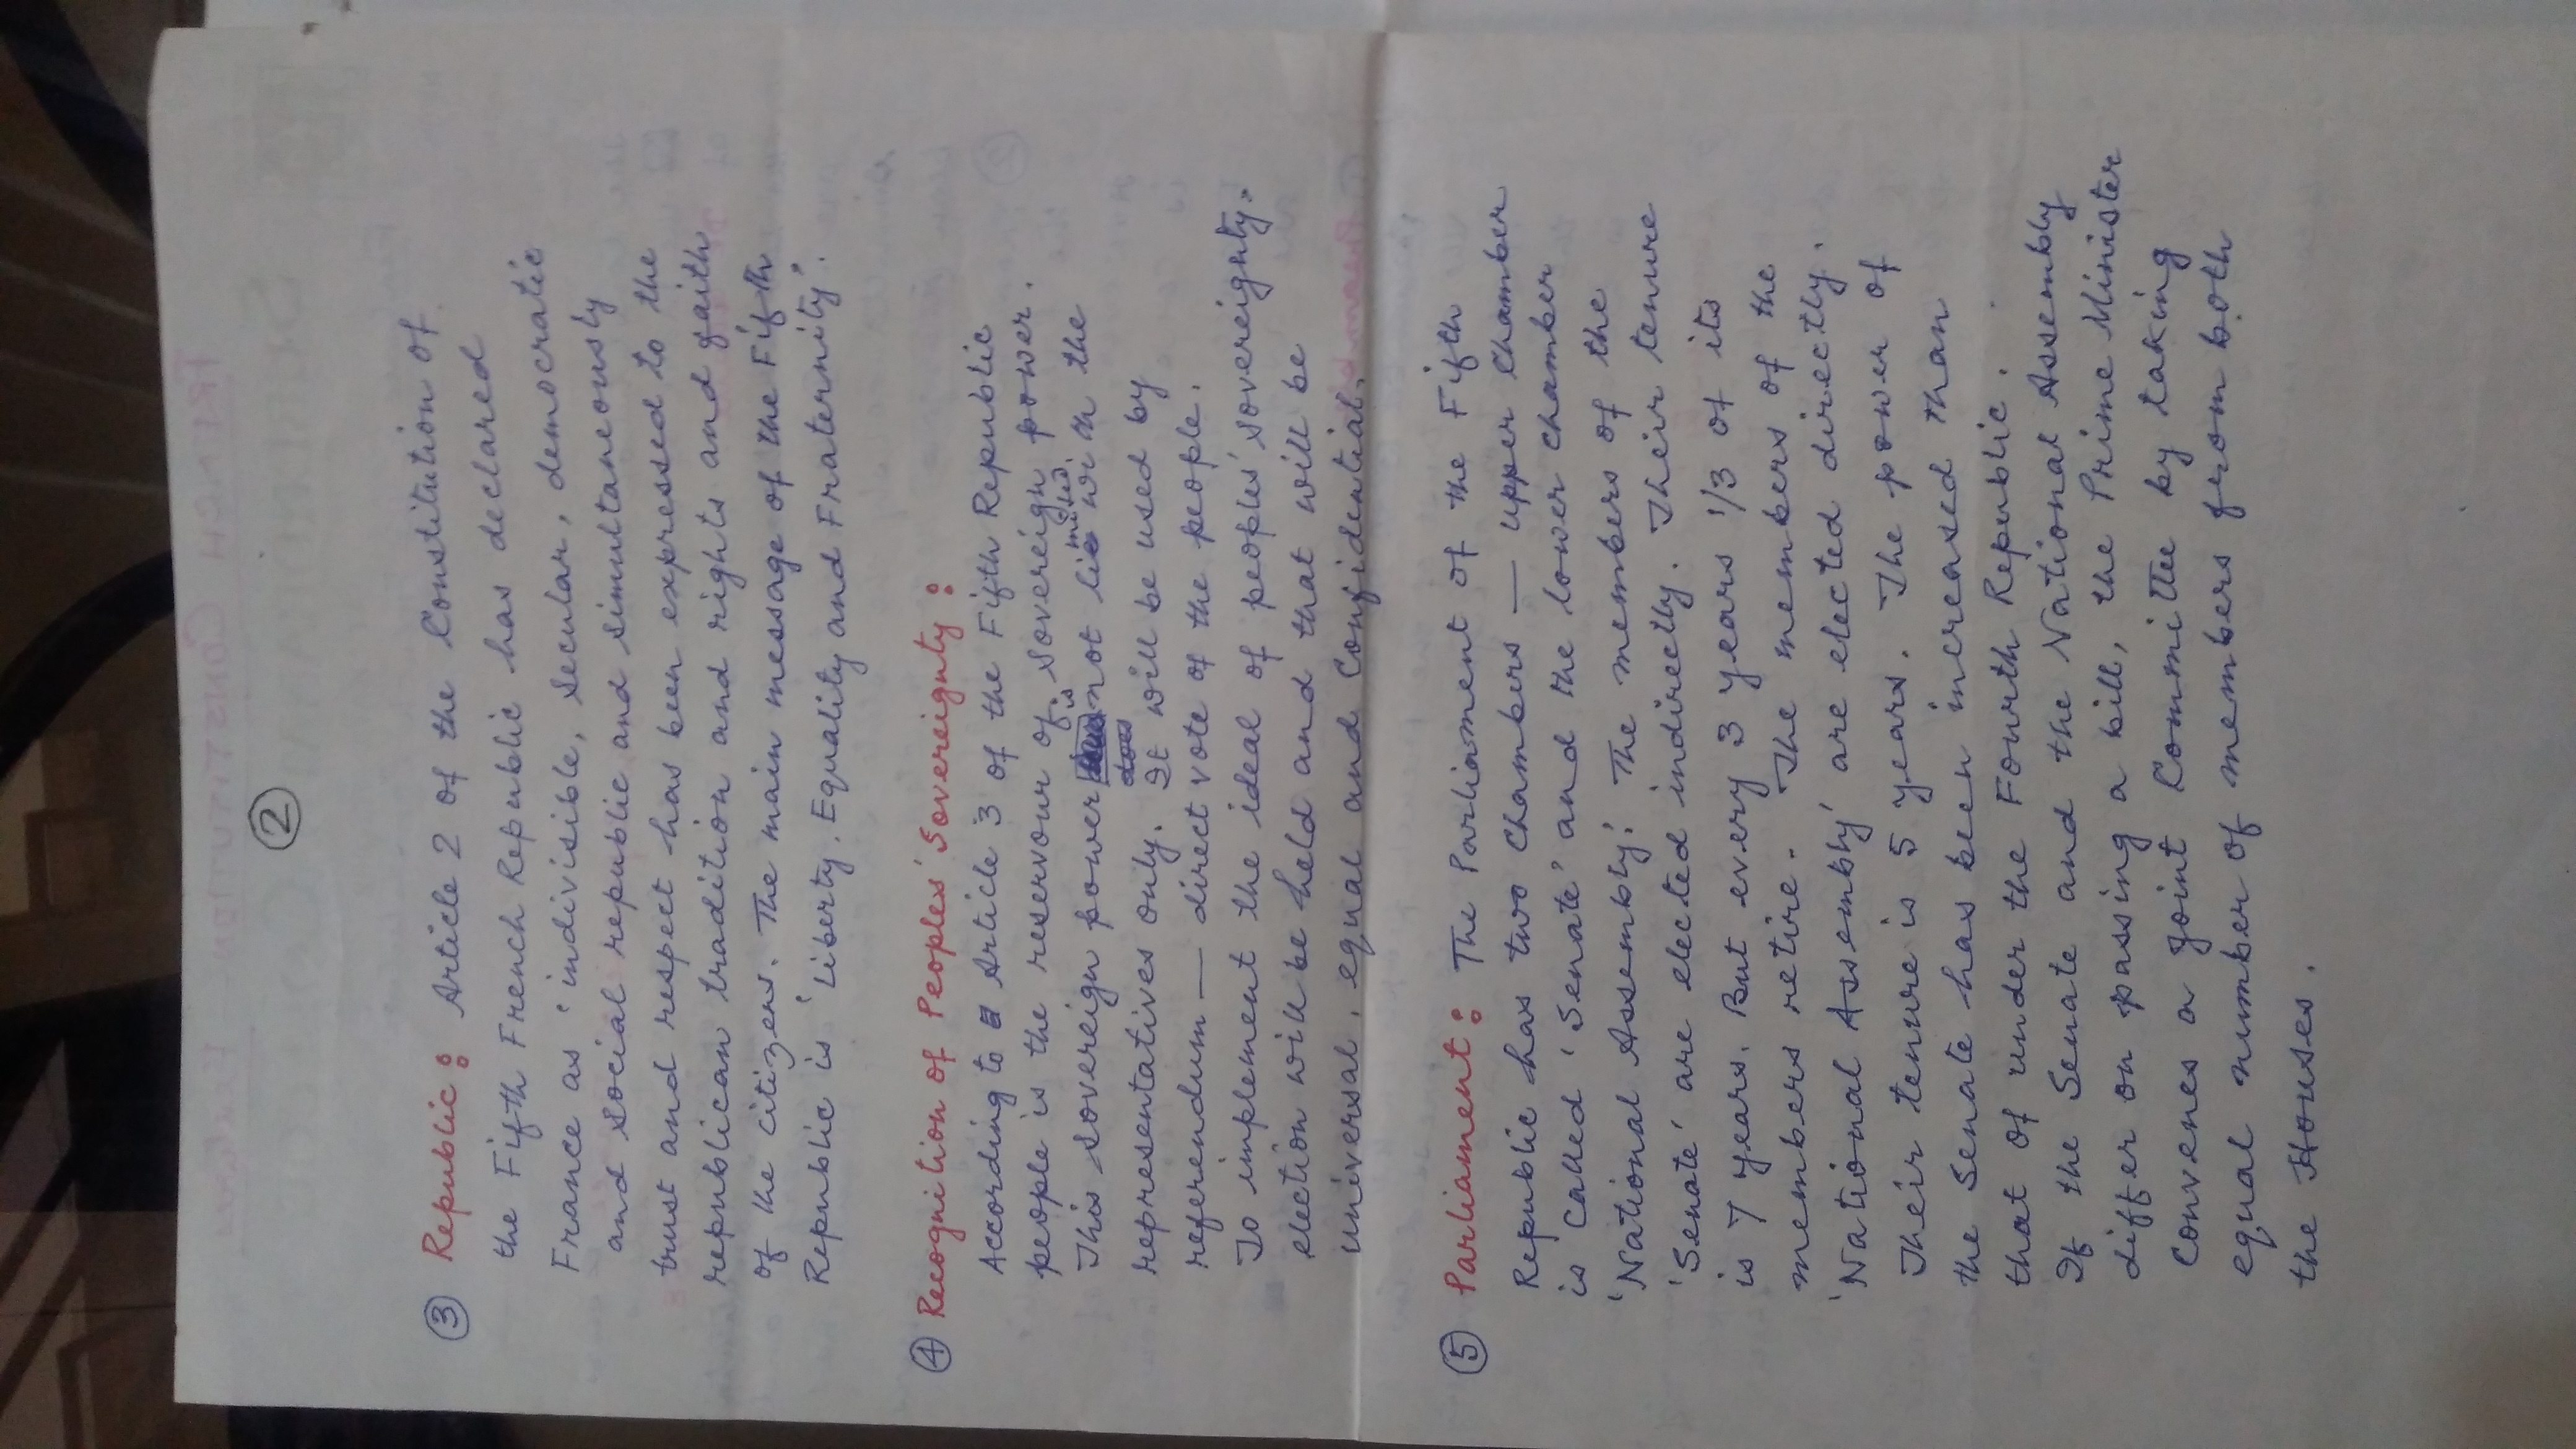 ②
③ Republic: Article 2 of the Constitution of
the Fifth French Republic has declared
France as 'indivisible, secular, democratic
and social republic and simultaneously
trust and respect has been expressed to the
republican tradition and rights and faith
of the citizens. The main message of the Fifth
Republic is 'Liberty, Equality and Fraternity'.
④ Recognition of Peoples' Sovereignty:
According to Article 3 of the Fifth Republic
people is the reservour of sovereign power.
This sovereign power is not misused in the
representatives only. It will be used by
referendum — direct vote of the people.
To implement the ideal of peoples' sovereignty.
election will be held and that will be
universal, equal and confidential.
⑤ Parliament: The Parliament of the Fifth
Republic has two chambers — upper chamber
is called 'Senate' and the lower chamber
'National Assembly'. The members of the
'Senate' are elected indirectly. Their tenure
is 7 years. But every 3 years 1/3 of its
members retire. The members of the
'National Assembly' are elected directly.
Their tenure is 5 years. The power of
the Senate has been increased than
that of under the Fourth Republic.
If the Senate and the National Assembly
differ on passing a bill, the Prime Minister
convenes a joint Committe by taking
equal number of members from both
the Houses.